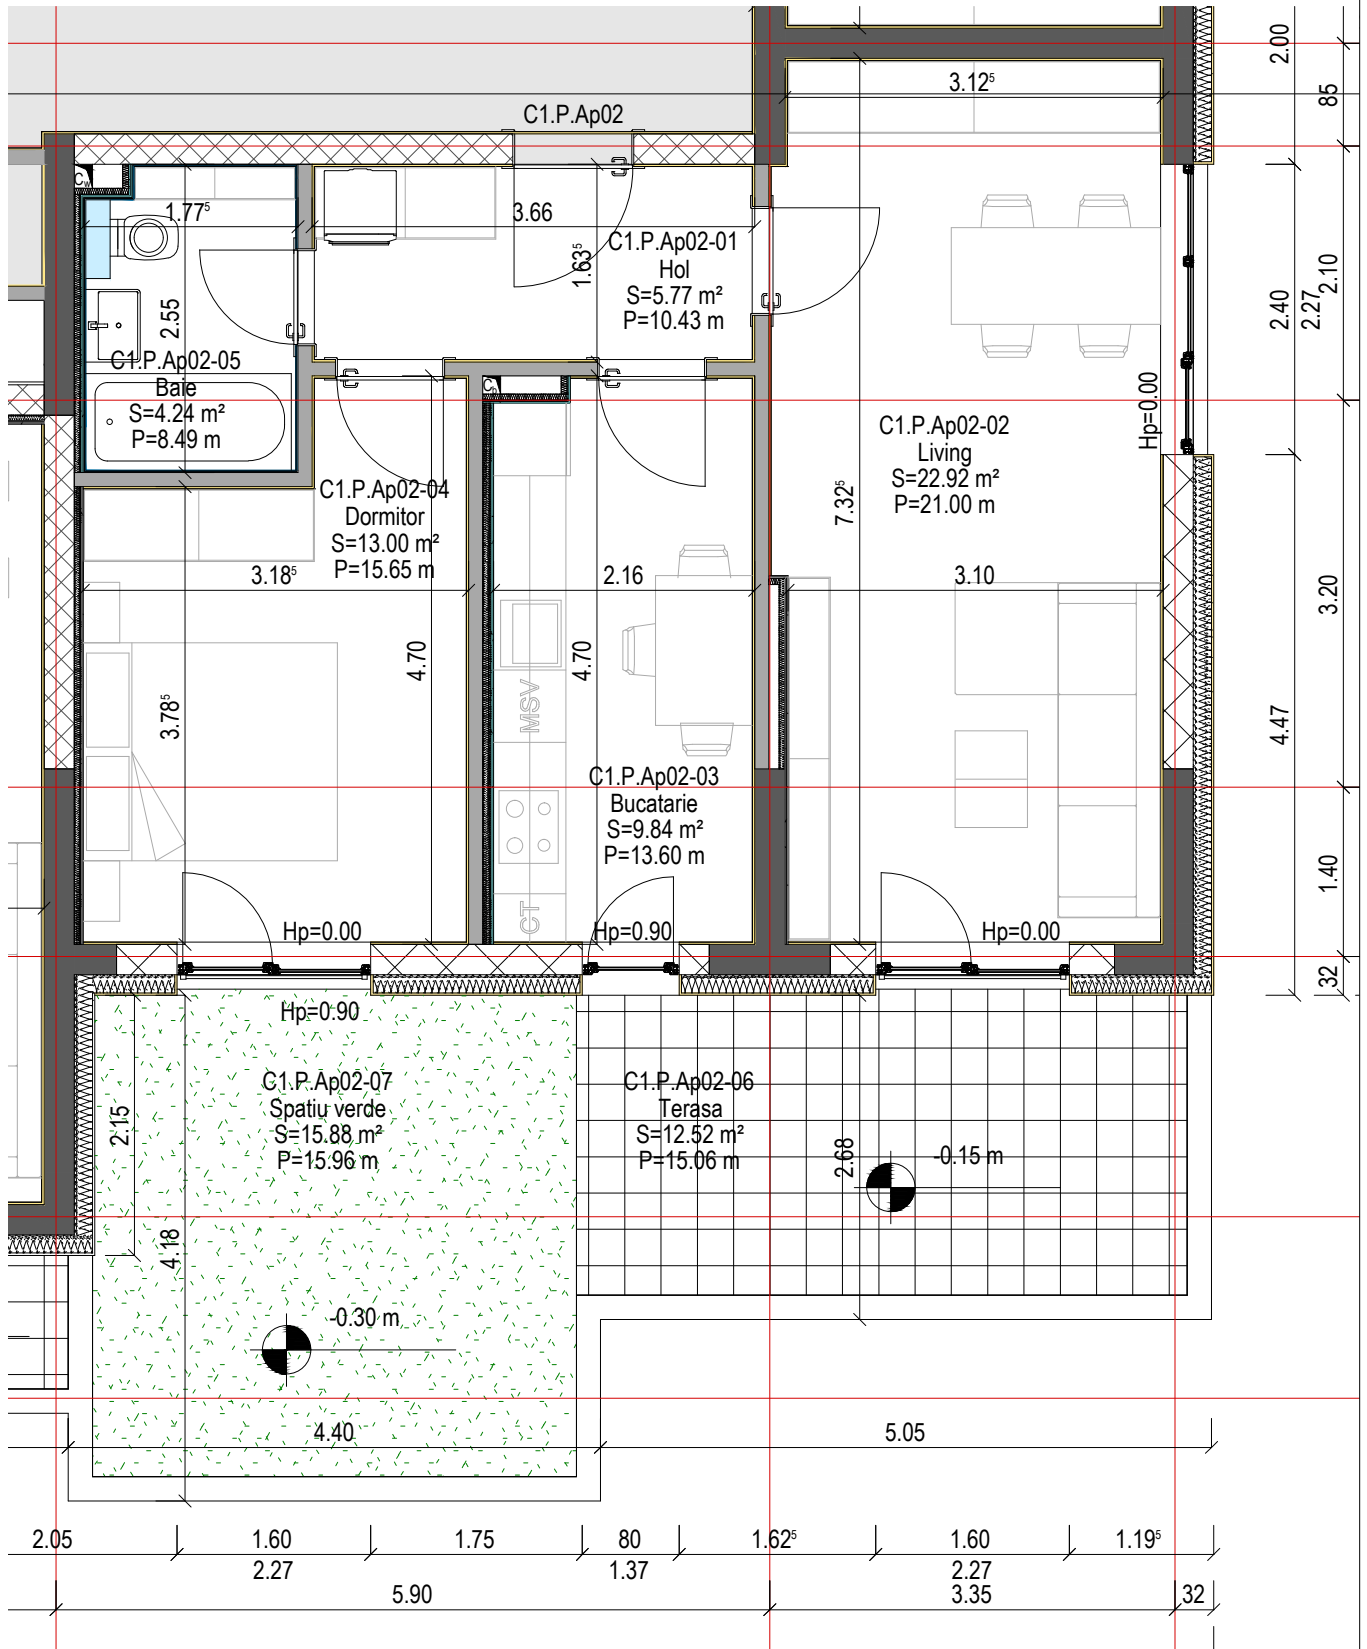 2.00
3.12⁵
85
C1.P.Ap02
1.77⁵
3.66
C1.P.Ap02-01
Hol
S=5.77 m²
P=10.43 m
1.63⁵
2.55
2.40
2.27
2.10
C1.P.Ap02-05
Baie
S=4.24 m²
P=8.49 m
Hp=0.00
C1.P.Ap02-02
Living
S=22.92 m²
P=21.00 m
C1.P.Ap02-04
Dormitor
S=13.00 m²
P=15.65 m
7.32⁵
3.18⁵
2.16
3.10
3.20
4.70
4.70
3.78⁵
MSV
4.47
C1.P.Ap02-03
Bucatarie
S=9.84 m²
P=13.60 m
1.40
CT
Hp=0.00
Hp=0.90
Hp=0.00
32
Hp=0.90
C1.P.Ap02-07
Spatiu verde
S=15.88 m²
P=15.96 m
C1.P.Ap02-06
Terasa
S=12.52 m²
P=15.06 m
2.15
2.68
-0.15 m
4.18
-0.30 m
4.40
5.05
2.05
1.60
1.75
80
1.62⁵
1.60
1.19⁵
2.27
1.37
2.27
5.90
3.35
32